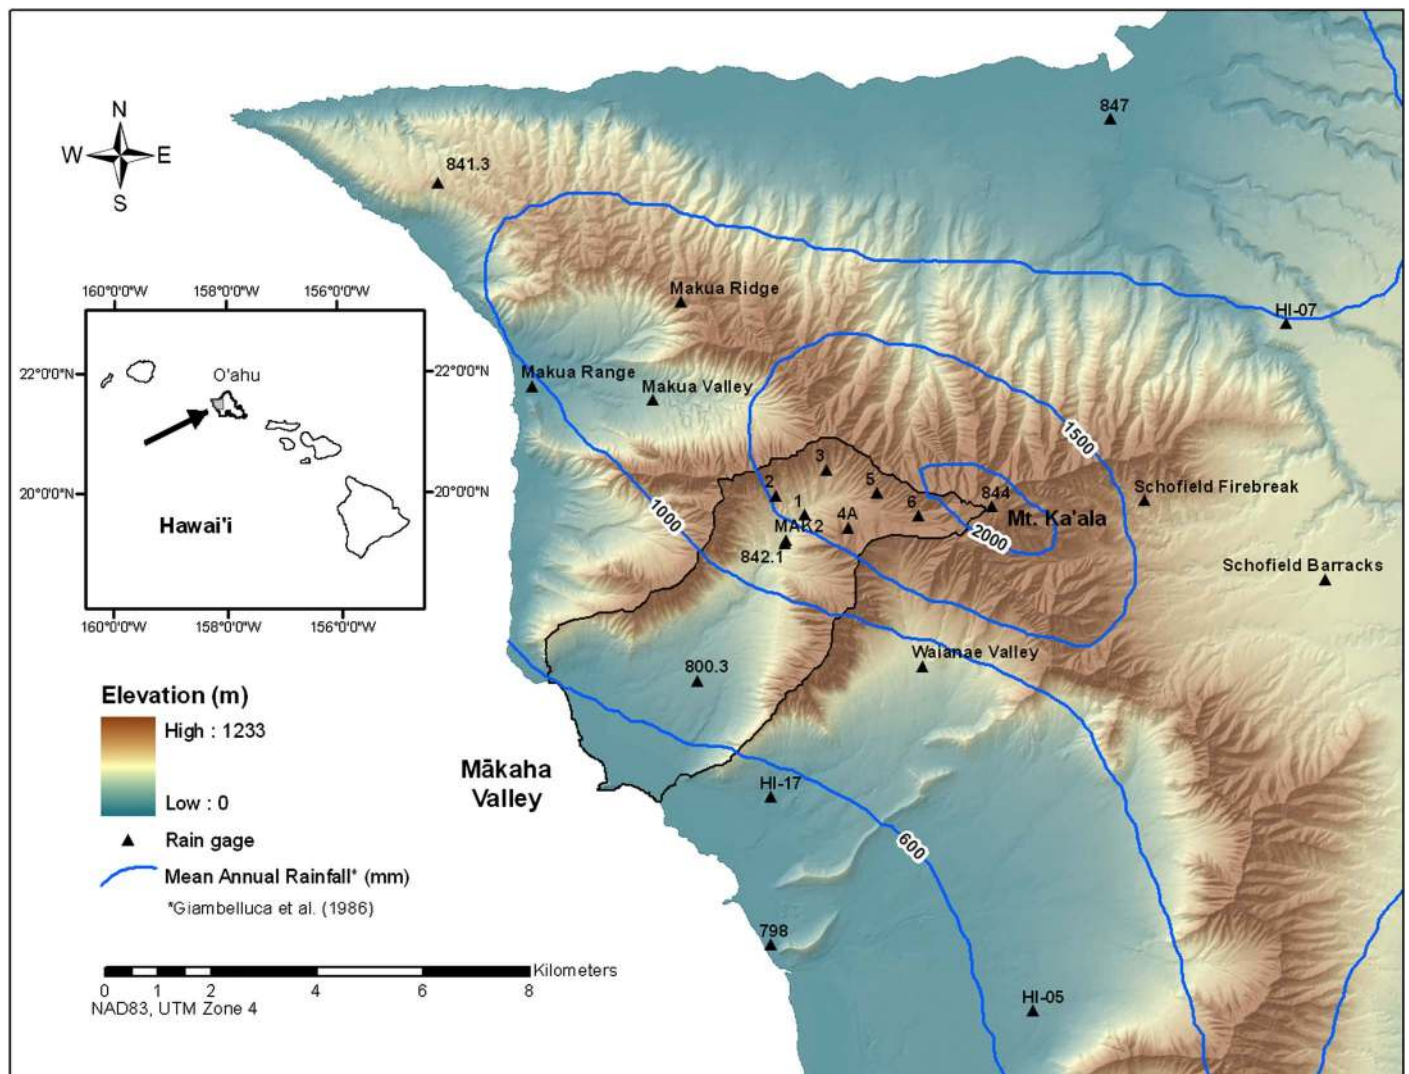 847
N
W E
S
841.3
160°0'0"W 158°0'0"W 156°0'0"W
Makua Ridge
HI-07
22°0'0"N
O'ahu
22°0'0"N
Makua Range
Makua Valley
1500
3
2
5
844
Schofield Firebreak
20°0'0"N
20°0'0"N
1
6
4A
Mt. Ka'ala
1000
Hawai'i
MAK2
2000
842.1
Schofield Barracks
160°0'0"W 158°0'0"W 156°0'0"W
Waianae Valley
800.3
Elevation (m)
High : 1233
Low : 0
Mākaha
Valley
HI-17
Rain gage
600
Mean Annual Rainfall* (mm)
*Giambelluca et al. (1986)
798
Kilometers
0 1 2 4 6 8
NAD83, UTM Zone 4
HI-05